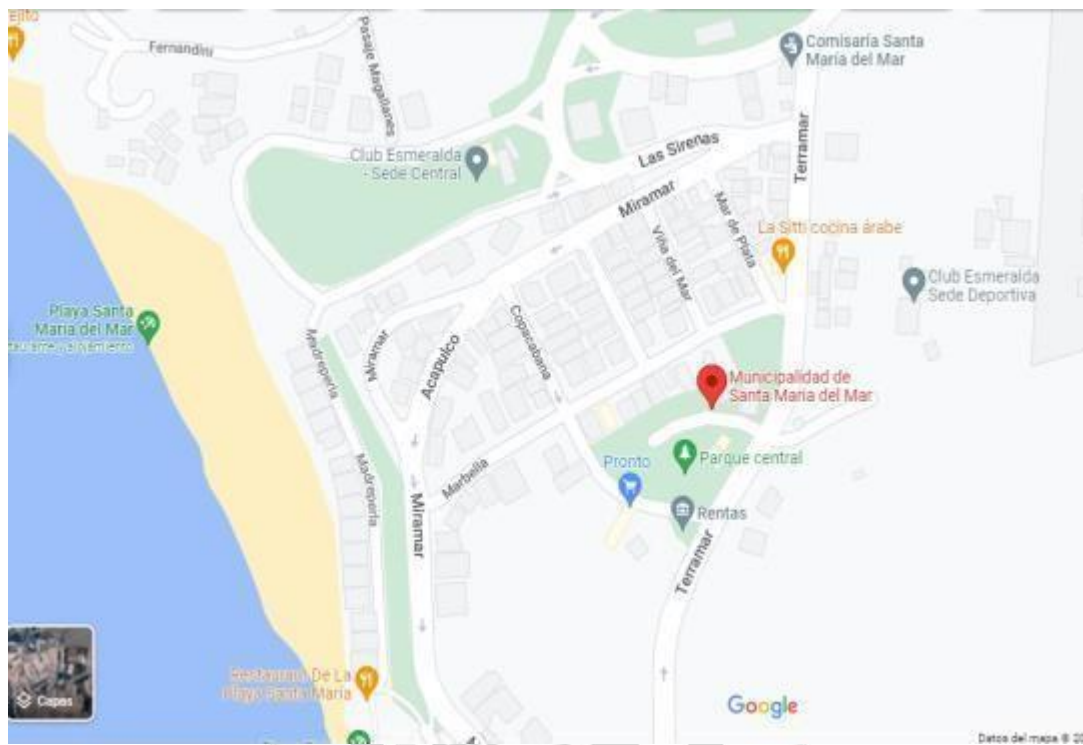 Fernandini
Pasaje Magallanes
Comisaría Santa
María del Mar
Club Esmeralda
- Sede Central
Las Sirenas
Terramar
Miramar
Mar de Plata
Viña del Mar
La Sitti cocina árabe
Club Esmeralda
Sede Deportiva
Playa Santa
María del Mar
Madreperla
Miramar
Acapulco
Copacabana
Municipalidad de
Santa María del Mar
Parque central
Pronto
Marbella
Madreperla
Miramar
Rentas
Terramar
Restaurant De La
Playa Santa María
Capas
Google
Datos del mapa © 20